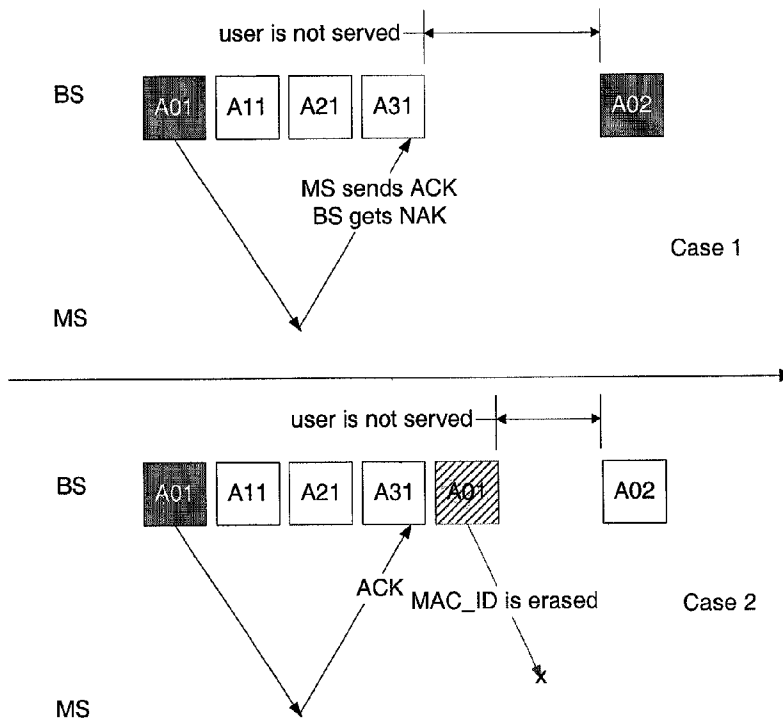 user is not served
BS
A01 A11 A21 A31 A02
MS sends ACK
BS gets NAK
Case 1
MS
user is not served
BS
A01 A11 A21 A31 A01 A02
ACK MAC_ID is erased
Case 2
x
MS